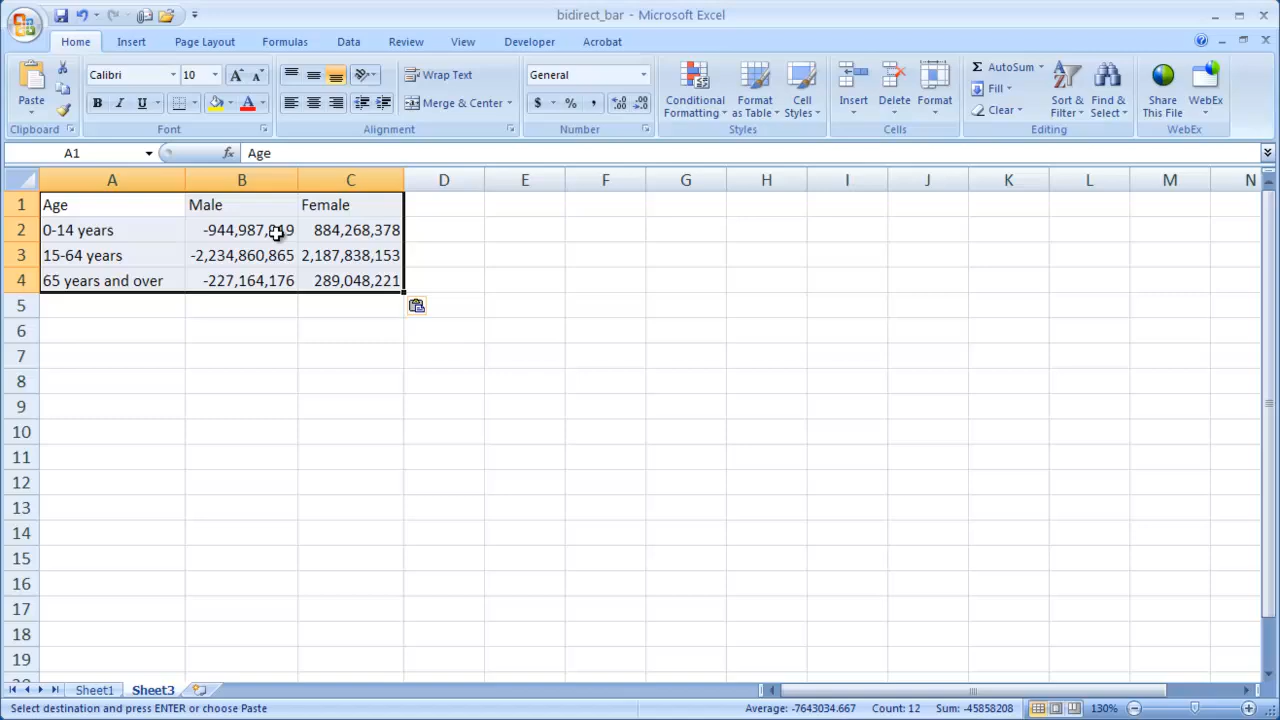 bidirect_bar - Microsoft Excel
Home Insert Page Layout Formulas Data Review View Developer Acrobat
Paste
Clipboard
Calibri 10
B I U
Font
Wrap Text
Merge & Center
Alignment
General
$ % ,
Number
Conditional Formatting
Format as Table
Cell Styles
Styles
Insert Delete Format
Cells
AutoSum
Fill
Clear
Sort & Filter
Find & Select
Editing
Share This File
WebEx
WebEx
A1 fx Age
A B C D E F G H I J K L M N
1 Age Male Female
2 0-14 years 884,268,378
3 15-64 years -2,234,860,865 2,187,838,153
4 65 years and over -227,164,176 289,048,221
5
6
7
8
9
10
11
12
13
14
15
16
17
18
19
Sheet1 Sheet3
Select destination and press ENTER or choose Paste Average: -7643034.667 Count: 12 Sum: -45858208 130%